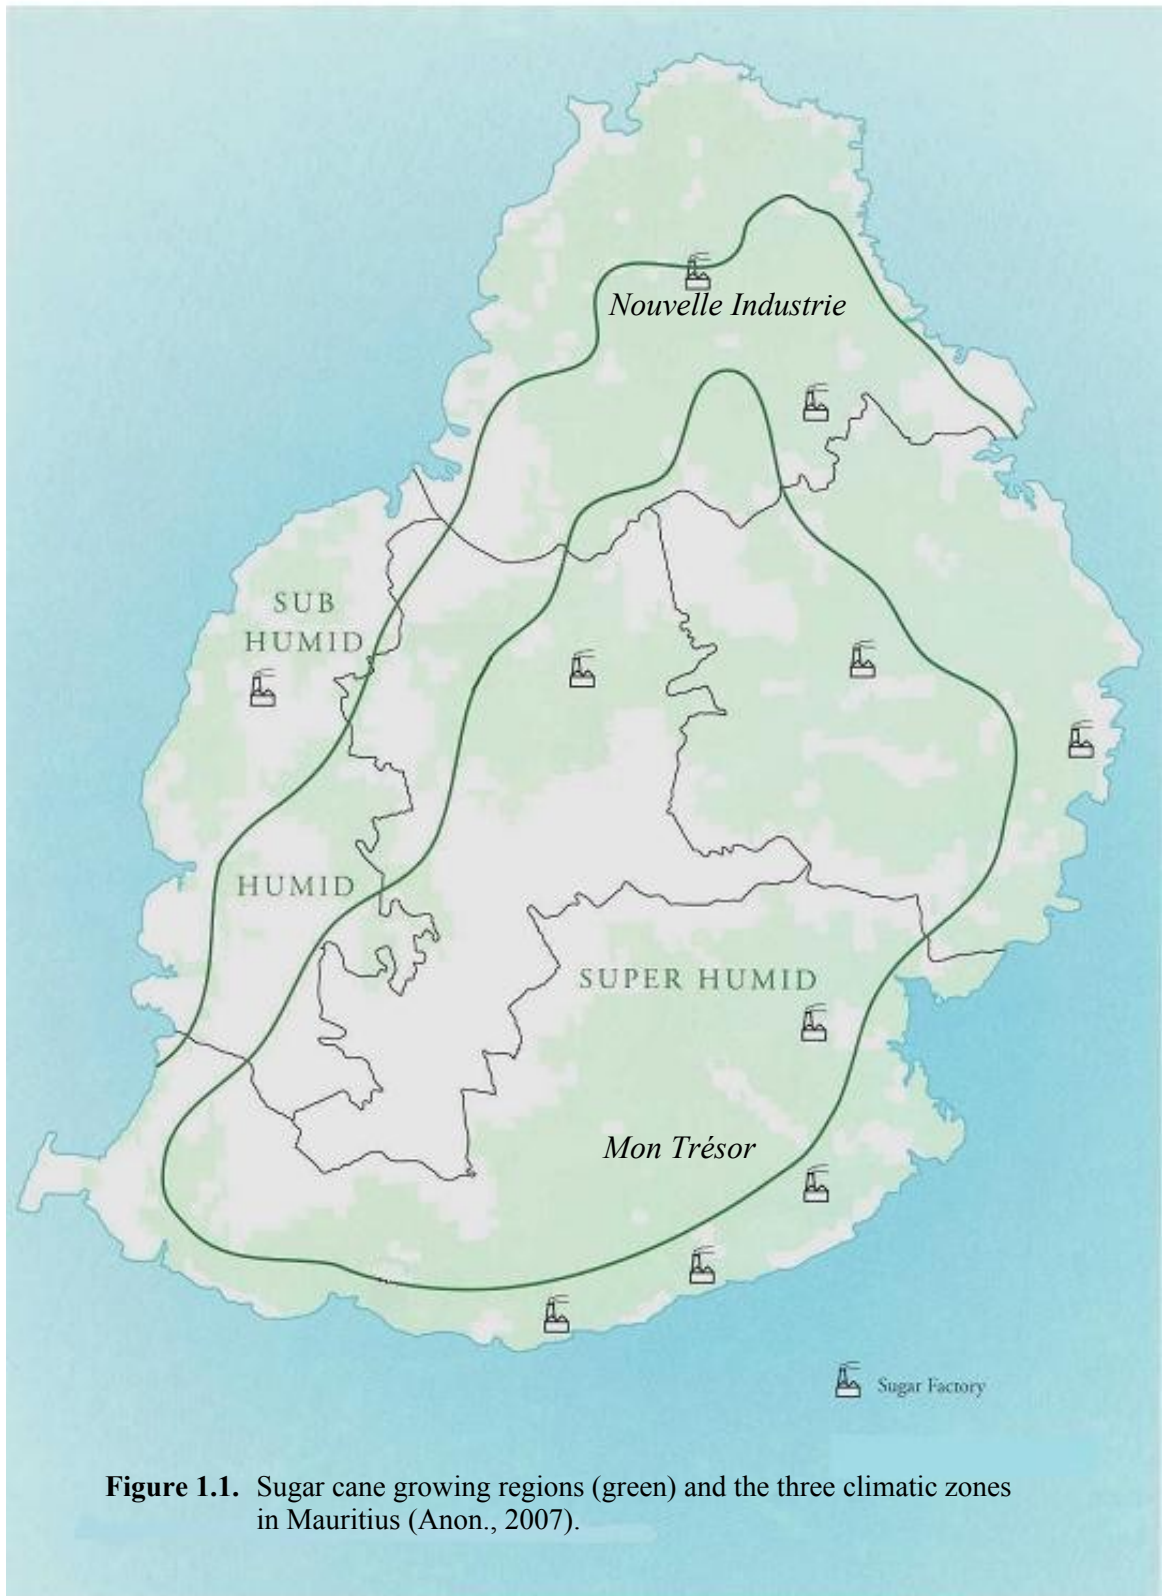 Nouvelle Industrie
SUB
HUMID
HUMID
SUPER HUMID
Mon Trésor
Sugar Factory
Figure 1.1. Sugar cane growing regions (green) and the three climatic zones
in Mauritius (Anon., 2007).